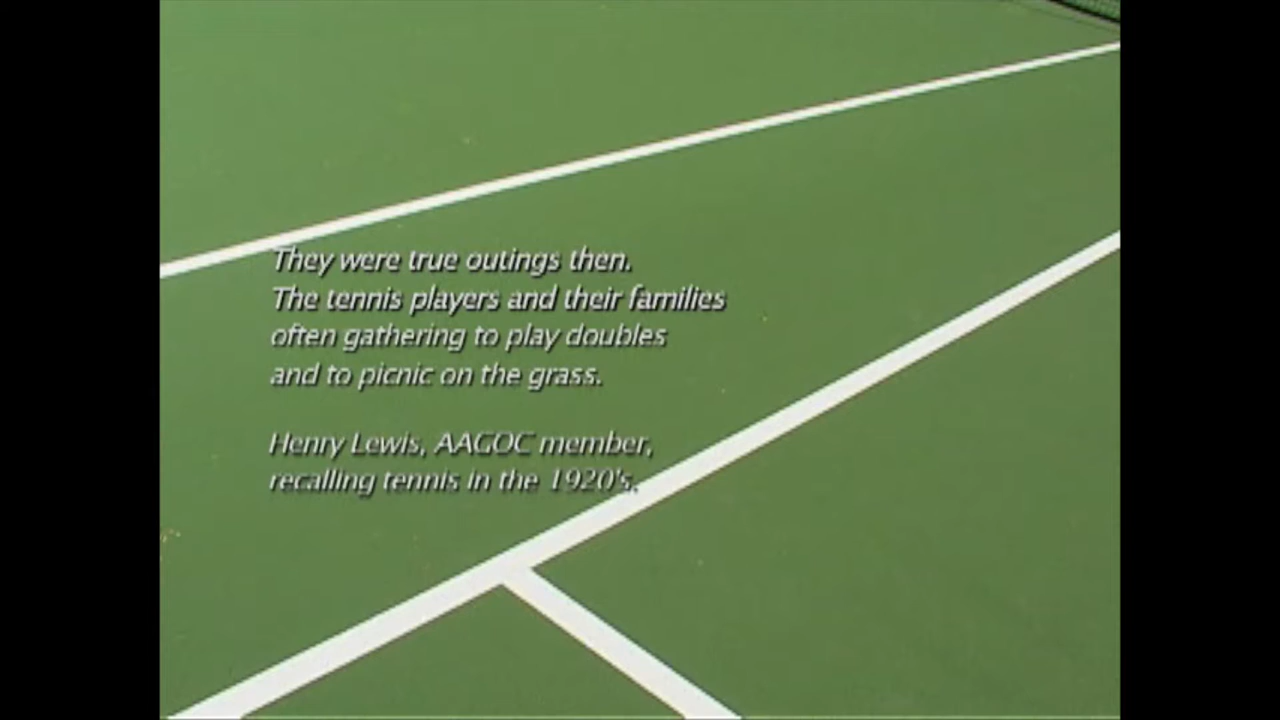 They were true outings then.
The tennis players and their families
often gathering to play doubles
and to picnic on the grass.
Henry Lewis, AAGOC member,
recalling tennis in the 1920's.